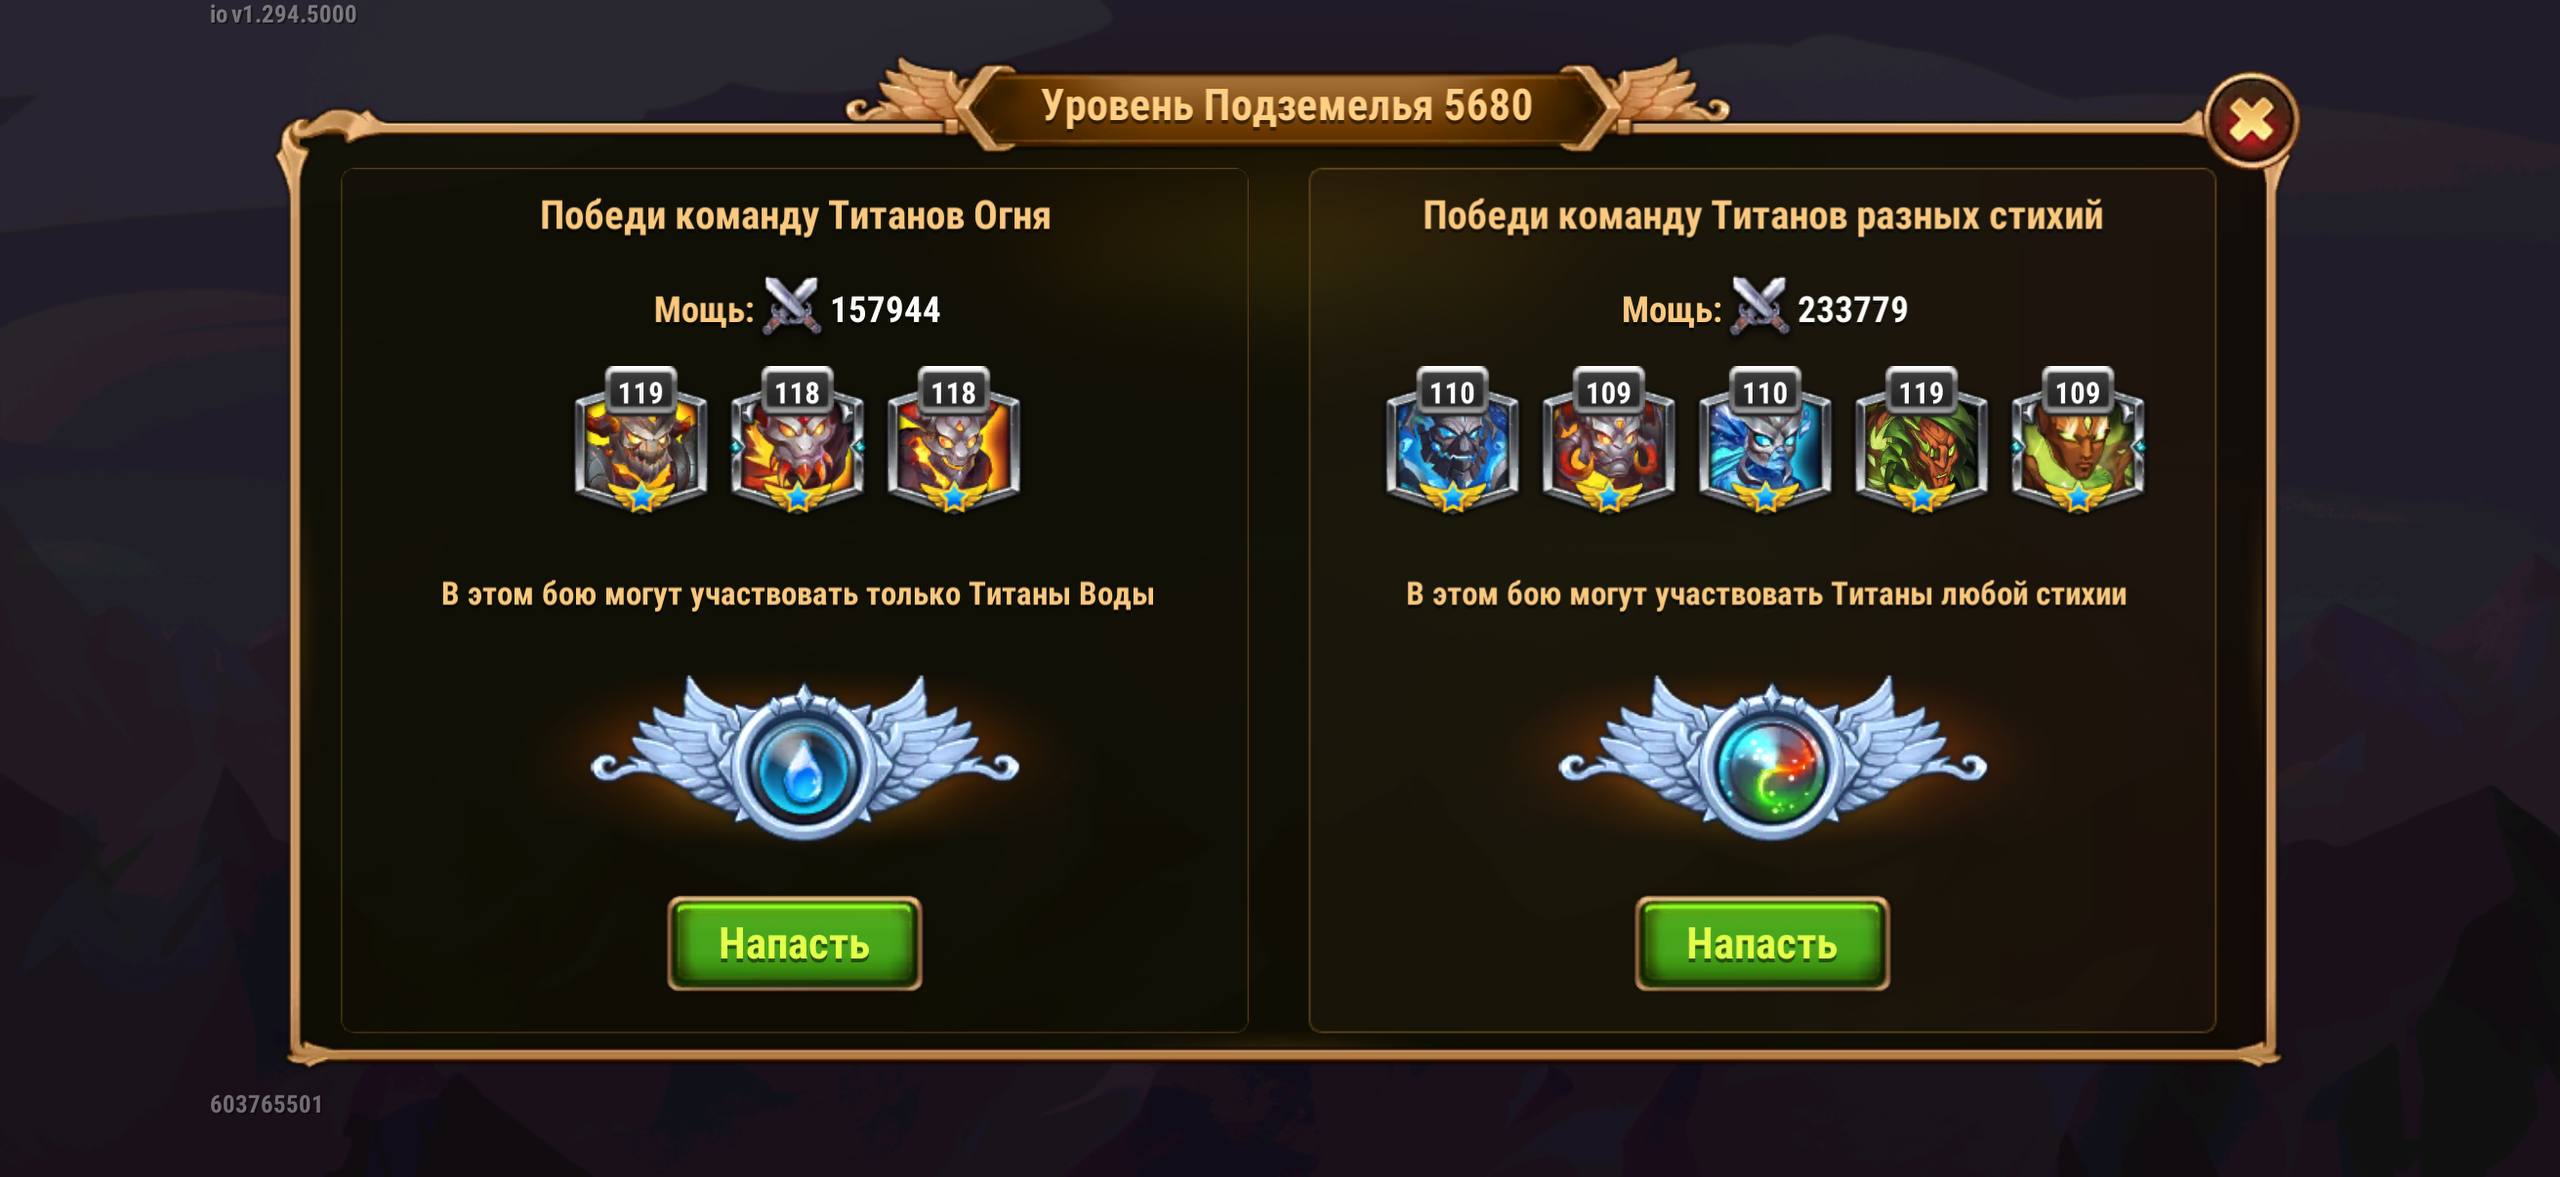 io v1.294.5000
Уровень Подземелья 5680
Победи команду Титанов Огня
Мощь: 157944
119 118 118
В этом бою могут участвовать только Титаны Воды
Напасть
Победи команду Титанов разных стихий
Мощь: 233779
110 109 110 119 109
В этом бою могут участвовать Титаны любой стихии
Напасть
603765501